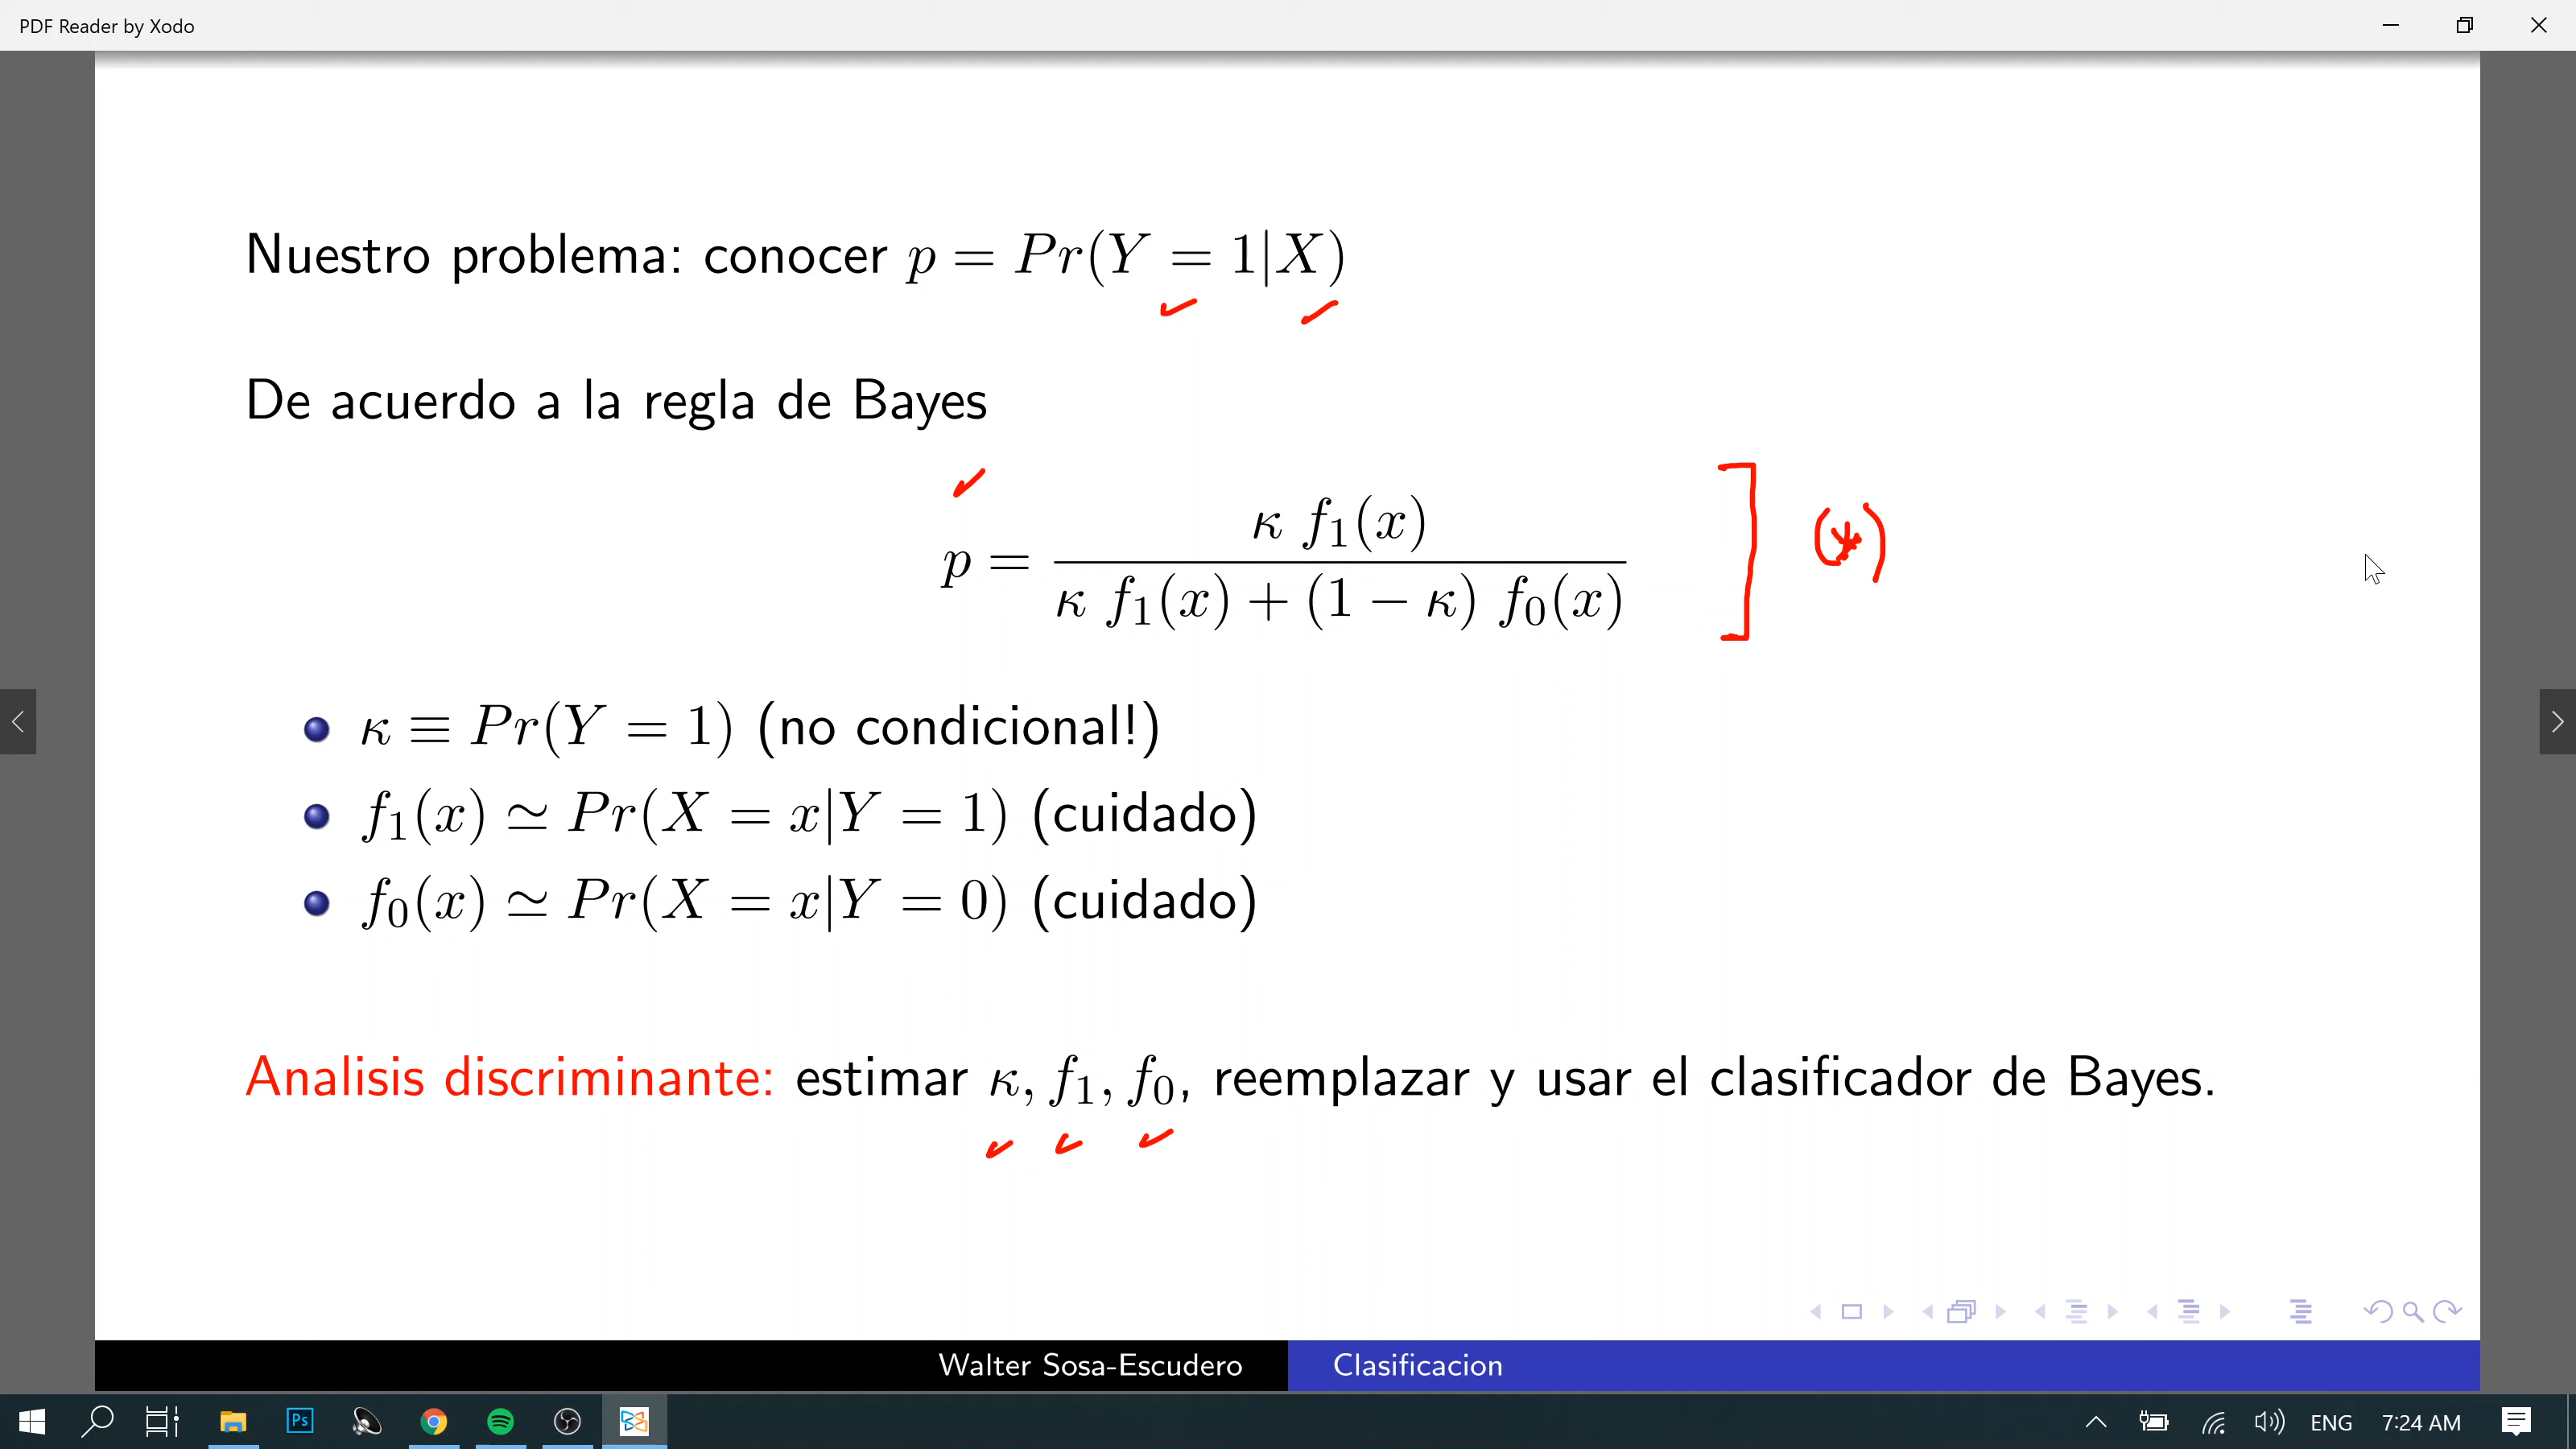 PDF Reader by Xodo
Nuestro problema: conocer p = Pr(Y = 1|X)
De acuerdo a la regla de Bayes
p = κ f₁(x) / κ f₁(x) + (1 − κ) f₀(x)
(*)
κ ≡ Pr(Y = 1) (no condicional!)
f₁(x) ≃ Pr(X = x|Y = 1) (cuidado)
f₀(x) ≃ Pr(X = x|Y = 0) (cuidado)
Analisis discriminante: estimar κ, f₁, f₀, reemplazar y usar el clasificador de Bayes.
Walter Sosa-Escudero
Clasificacion
Ps
ENG
7:24 AM